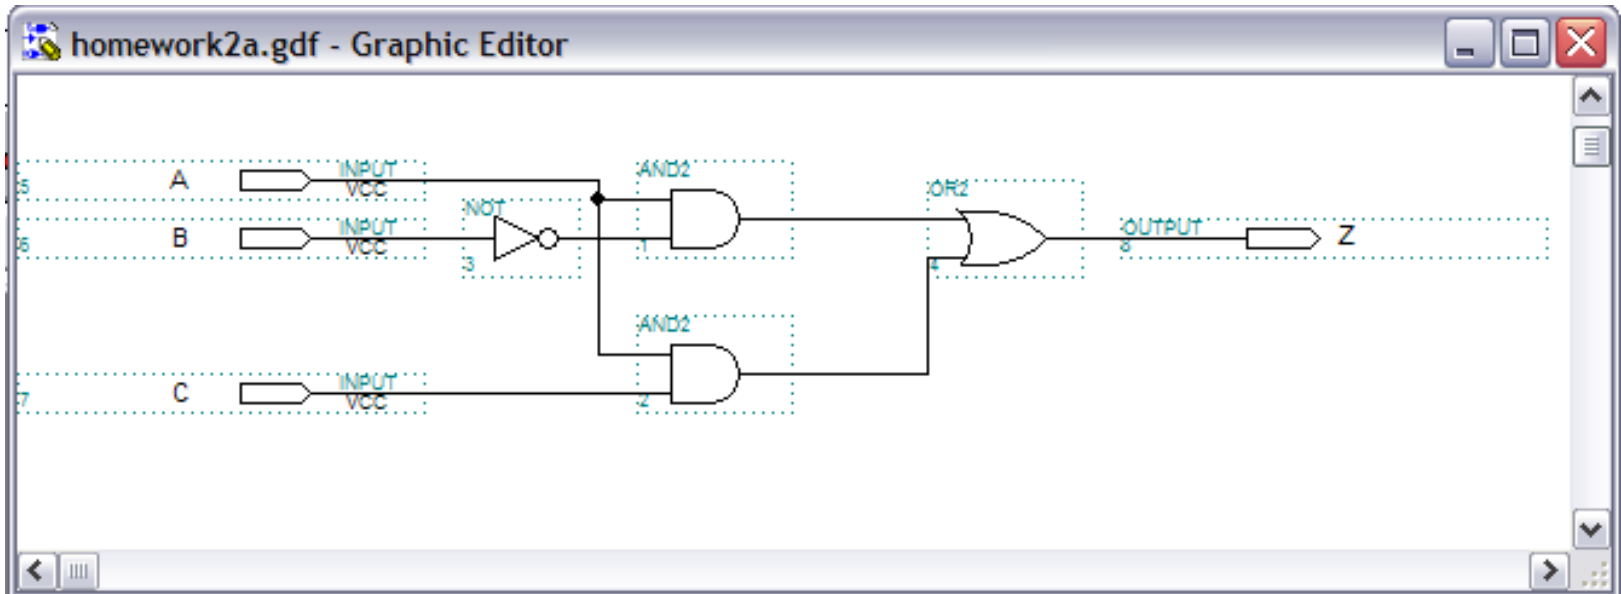 homework2a.gdf - Graphic Editor
INPUT
VCC
5
A
AND2
1
OR2
4
NOT
3
INPUT
VCC
6
B
OUTPUT
8
Z
AND2
2
INPUT
VCC
7
C